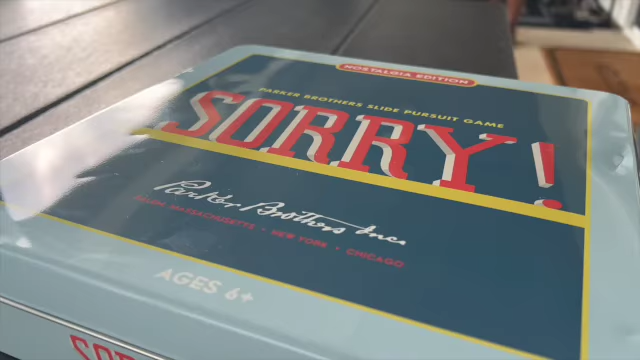 NOSTALGIA EDITION
PARKER BROTHERS SLIDE PURSUIT GAME
SORRY!
Parker Brothers Inc.
SALEM MASSACHUSETTS • NEW YORK • CHICAGO
AGES 6+